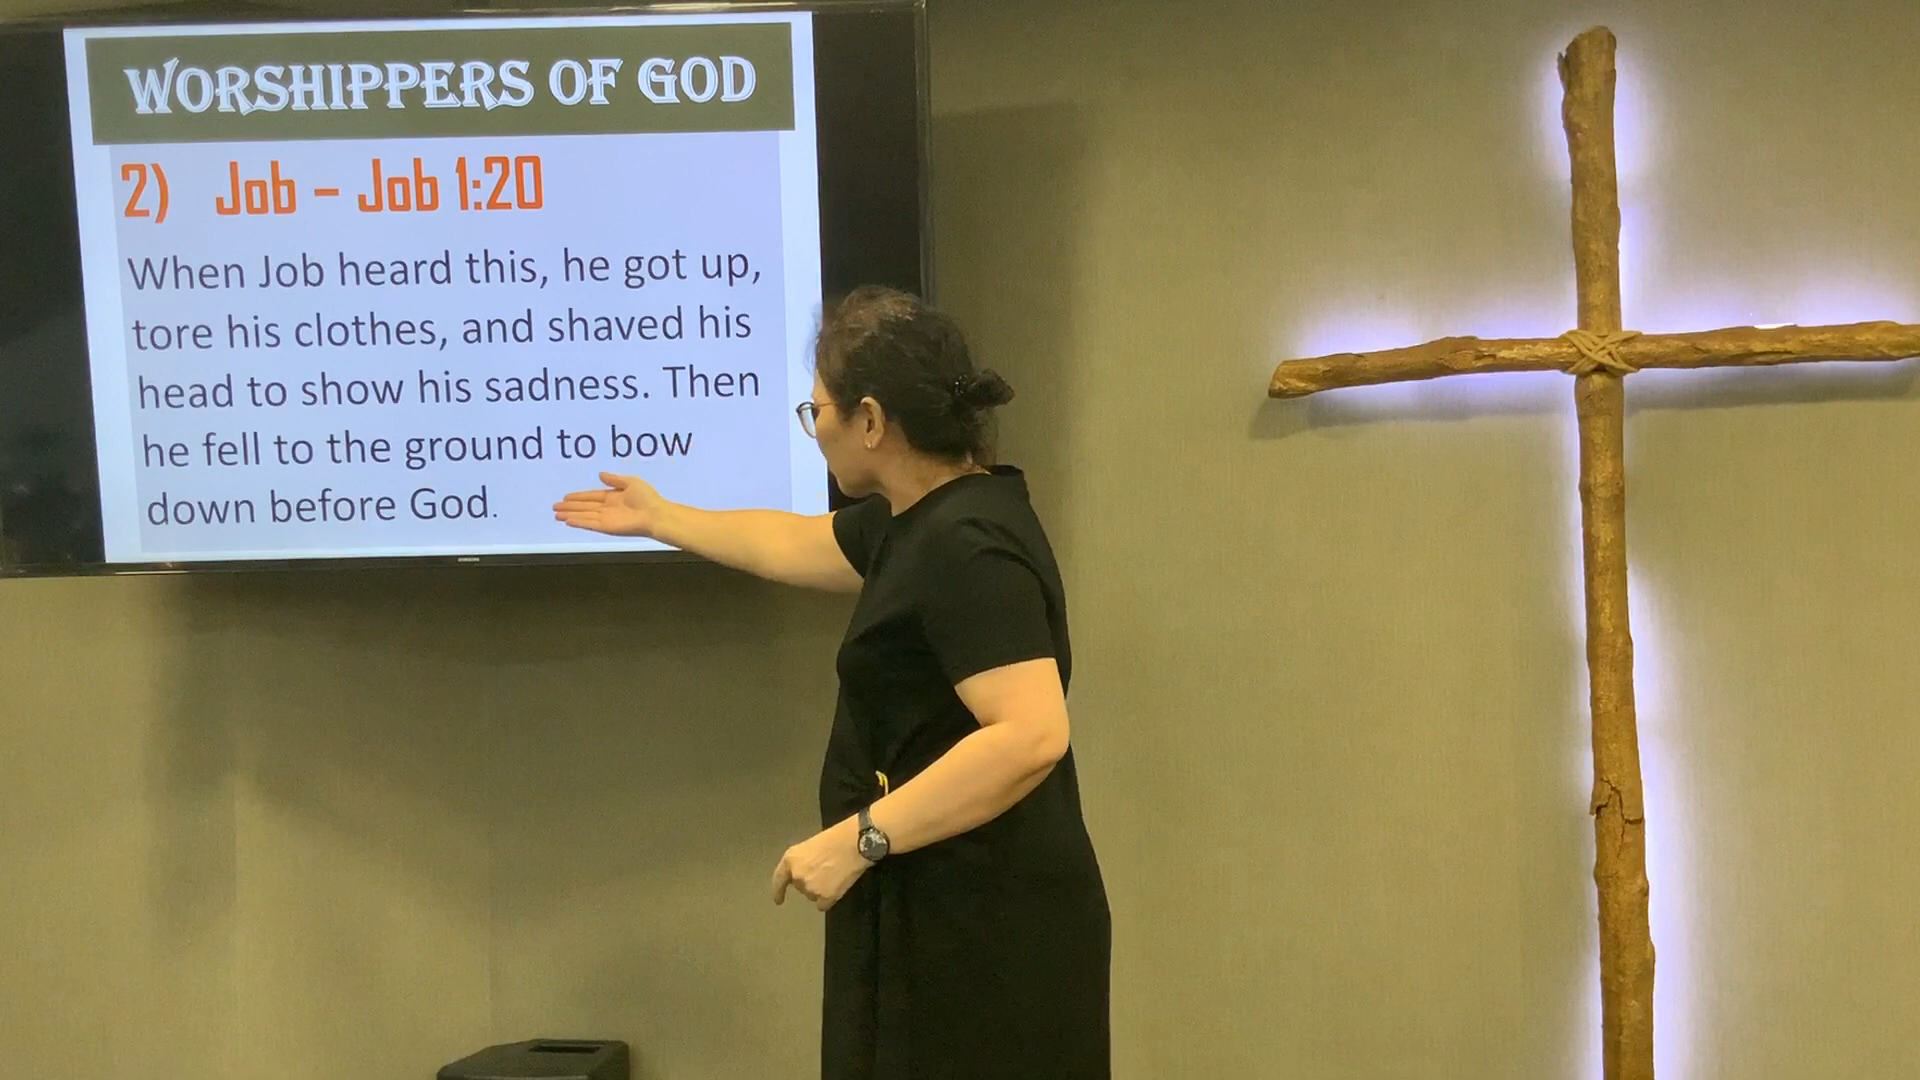 WORSHIPPERS OF GOD
2) Job – Job 1:20
When Job heard this, he got up,
tore his clothes, and shaved his
head to show his sadness. Then
he fell to the ground to bow
down before God.